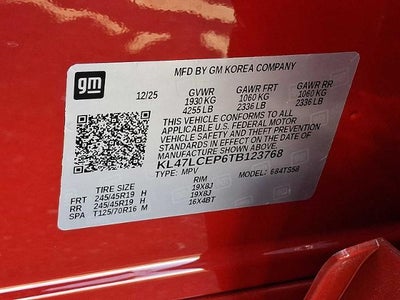 gm
MFD BY GM KOREA COMPANY
12/25 GVWR GAWR FRT GAWR RR
1930 KG 1060 KG 1060 KG
4255 LB 2336 LB 2336 LB
THIS VEHICLE CONFORMS TO ALL
APPLICABLE U.S. FEDERAL MOTOR
VEHICLE SAFETY AND THEFT PREVENTION
STANDARDS IN EFFECT ON THE DATE OF
MANUFACTURE SHOWN ABOVE.
KL47LCEP6TB123768
TYPE: MPV MODEL: 684TS58
TIRE SIZE RIM
FRT 245/45R19 H 19X8J
RR 245/45R19 H 19X8J
SPA T125/70R16 M 16X4BT